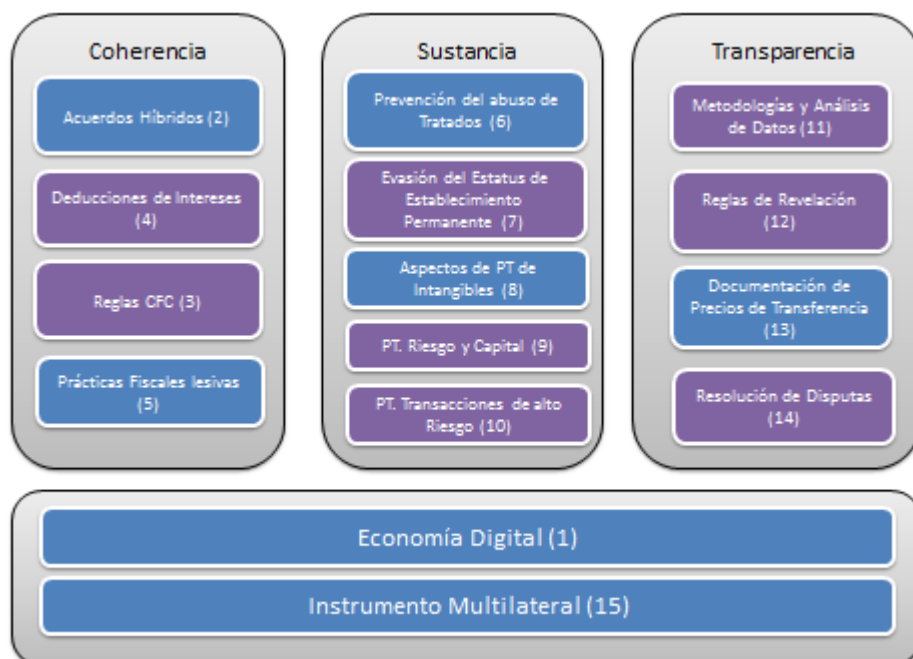 Coherencia
Acuerdos Híbridos (2)
Deducciones de Intereses
(4)
Reglas CFC (3)
Prácticas Fiscales lesivas
(5)
Sustancia
Prevención del abuso de
Tratados (6)
Evasión del Estatus de
Establecimiento
Permanente (7)
Aspectos de PT de
Intangibles (8)
PT. Riesgo y Capital (9)
PT. Transacciones de alto
Riesgo (10)
Transparencia
Metodologías y Análisis
de Datos (11)
Reglas de Revelación
(12)
Documentación de
Precios de Transferencia
(13)
Resolución de Disputas
(14)
Economía Digital (1)
Instrumento Multilateral (15)